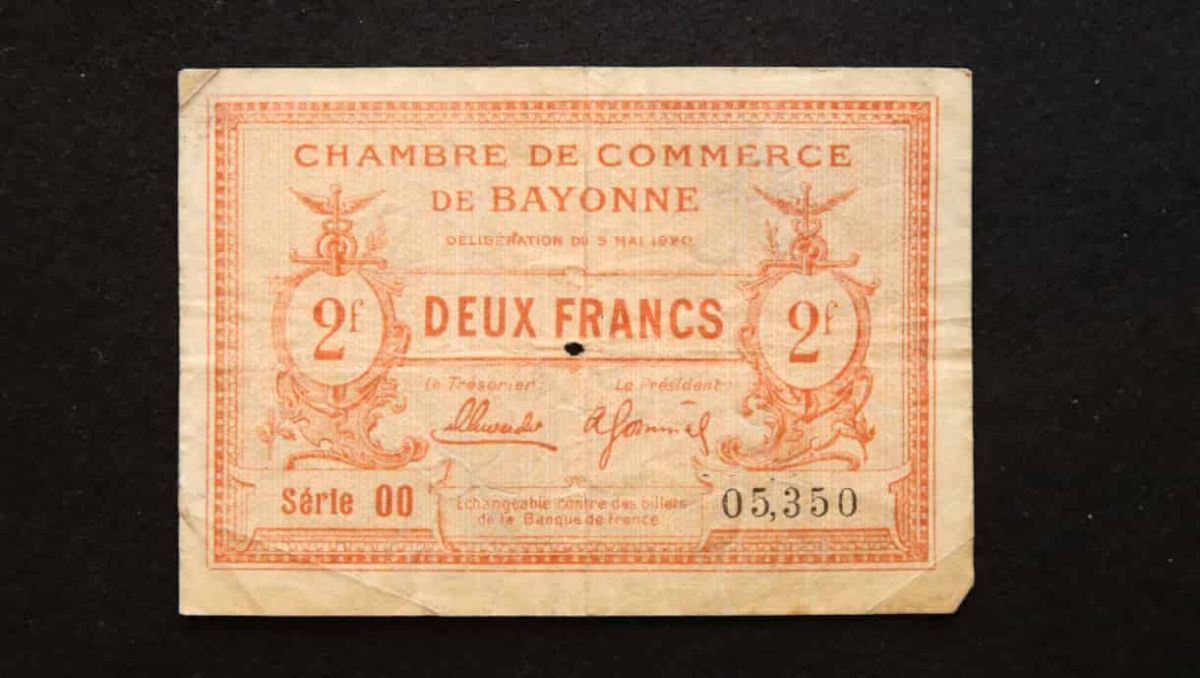 CHAMBRE DE COMMERCE
DE BAYONNE
DÉLIBÉRATION DU 5 MAI 1920
2f DEUX FRANCS 2f
Le Trésorier: Le Président:
Série 00
Echangeable contre des billets
de la Banque de France
05,350